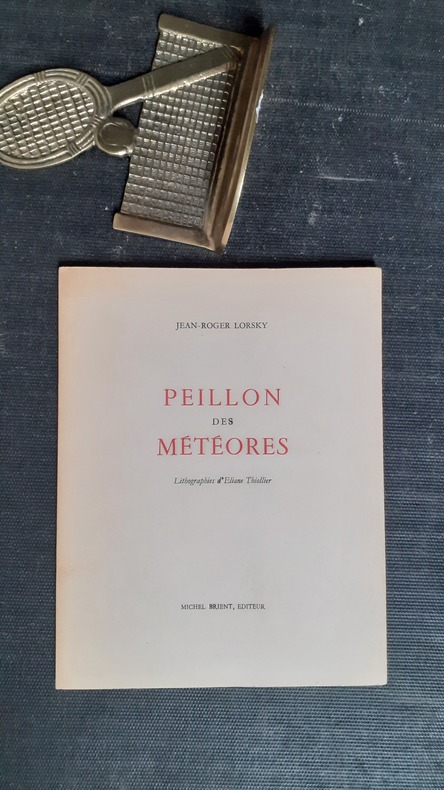 JEAN-ROGER LORSKY
PEILLON
DES
MÉTÉORES
Lithographies d'Eliane Thiollier
MICHEL BRIENT, EDITEUR